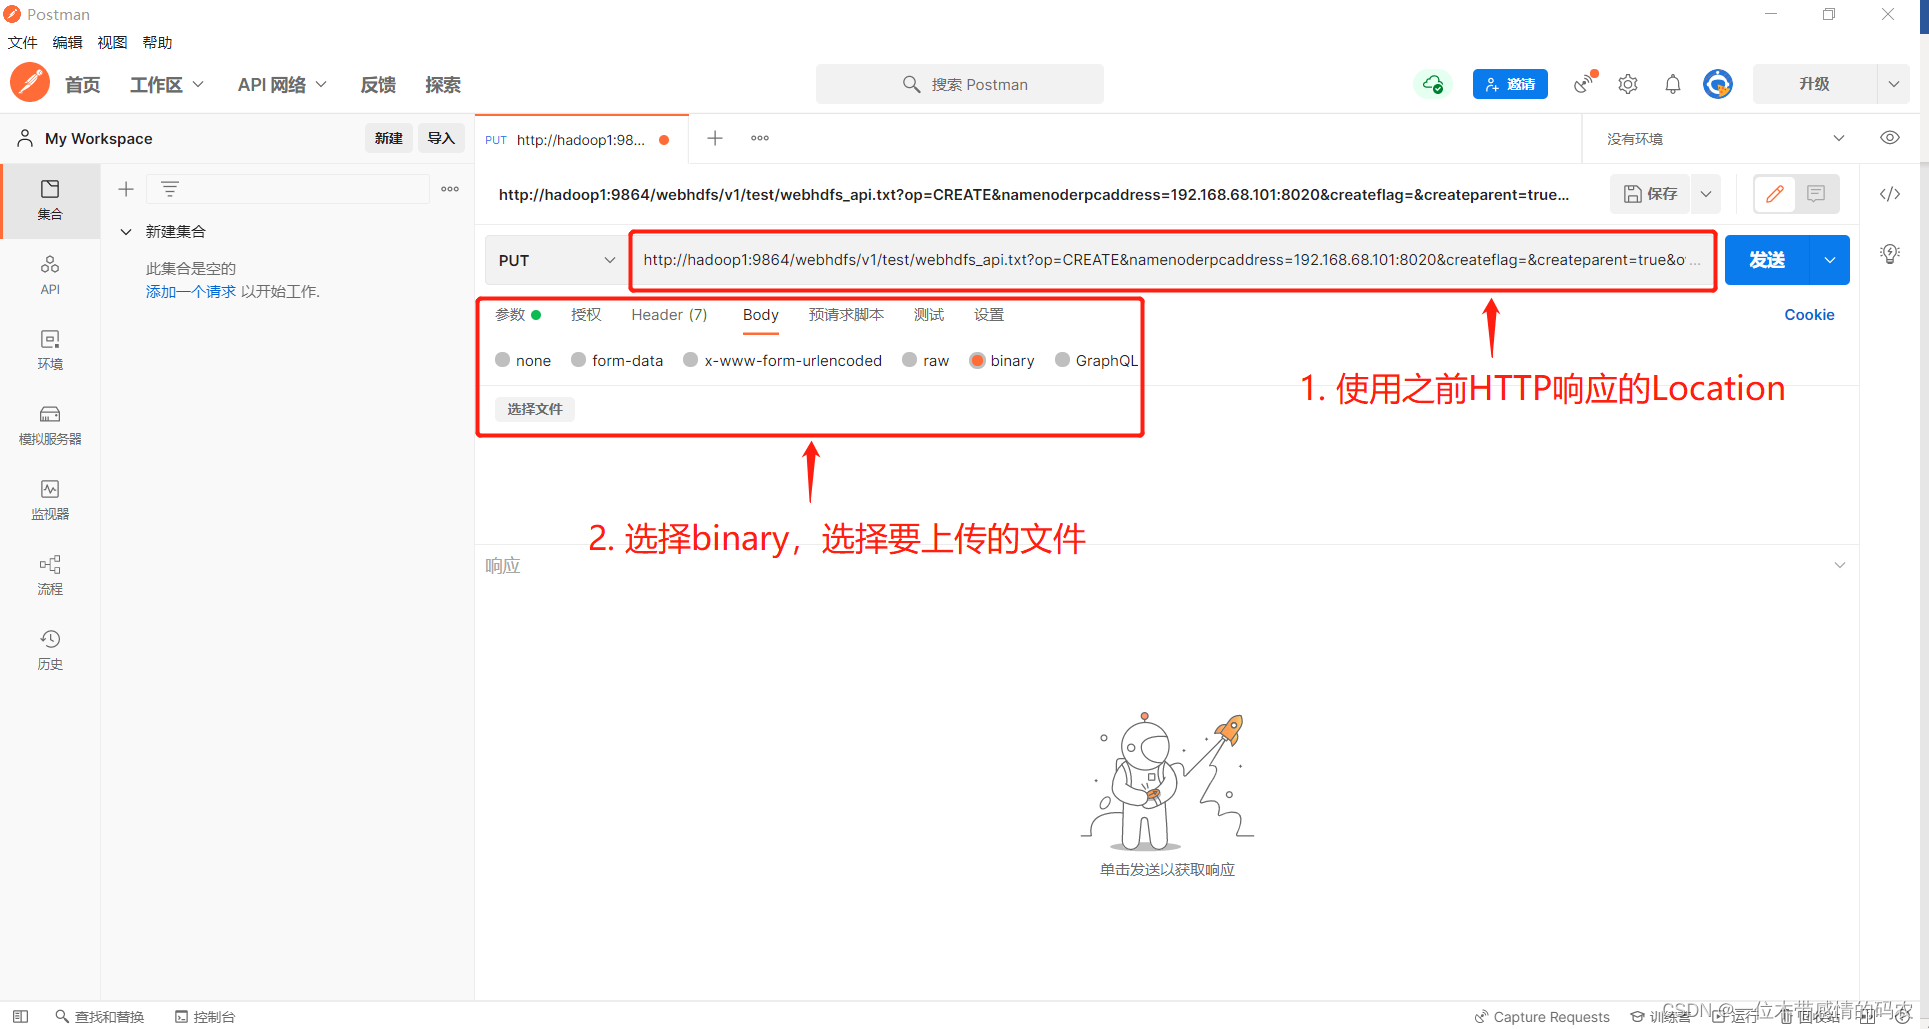 Postman
文件 编辑 视图 帮助
首页 工作区 API 网络 反馈 探索 搜索 Postman 邀请 升级
My Workspace 新建 导入 PUT http://hadoop1:98... 没有环境
集合
新建集合
此集合是空的
添加一个请求 以开始工作.
API
环境
模拟服务器
监视器
流程
历史
http://hadoop1:9864/webhdfs/v1/test/webhdfs_api.txt?op=CREATE&namenoderpcaddress=192.168.68.101:8020&createflag=&createparent=true... 保存
PUT http://hadoop1:9864/webhdfs/v1/test/webhdfs_api.txt?op=CREATE&namenoderpcaddress=192.168.68.101:8020&createflag=&createparent=true&o... 发送
参数 授权 Header (7) Body 预请求脚本 测试 设置 Cookie
none form-data x-www-form-urlencoded raw binary GraphQL
选择文件
1. 使用之前HTTP响应的Location
2. 选择binary，选择要上传的文件
响应
单击发送以获取响应
查找和替换 控制台 Capture Requests 训练营 运行 回收站
CSDN @一位木带感情的码农